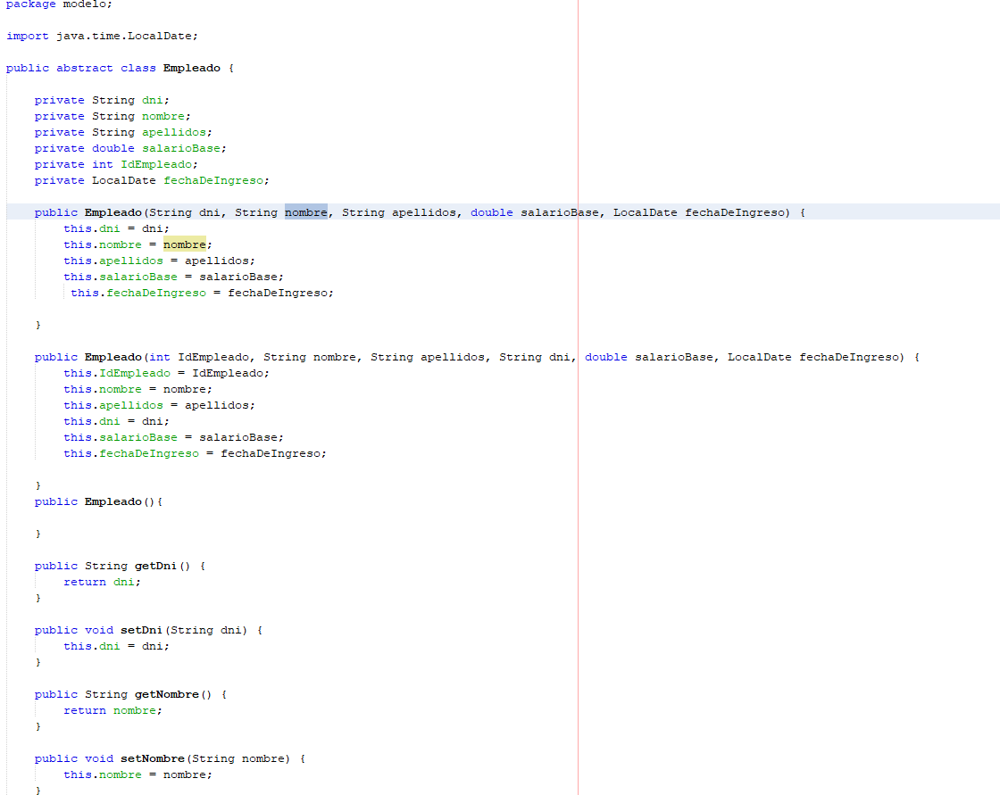 package modelo;
import java.time.LocalDate;
public abstract class Empleado {
private String dni;
private String nombre;
private String apellidos;
private double salarioBase;
private int IdEmpleado;
private LocalDate fechaDeIngreso;
public Empleado(String dni, String nombre, String apellidos, double salarioBase, LocalDate fechaDeIngreso) {
this.dni = dni;
this.nombre = nombre;
this.apellidos = apellidos;
this.salarioBase = salarioBase;
this.fechaDeIngreso = fechaDeIngreso;
}
public Empleado(int IdEmpleado, String nombre, String apellidos, String dni, double salarioBase, LocalDate fechaDeIngreso) {
this.IdEmpleado = IdEmpleado;
this.nombre = nombre;
this.apellidos = apellidos;
this.dni = dni;
this.salarioBase = salarioBase;
this.fechaDeIngreso = fechaDeIngreso;
}
public Empleado(){
}
public String getDni() {
return dni;
}
public void setDni(String dni) {
this.dni = dni;
}
public String getNombre() {
return nombre;
}
public void setNombre(String nombre) {
this.nombre = nombre;
}